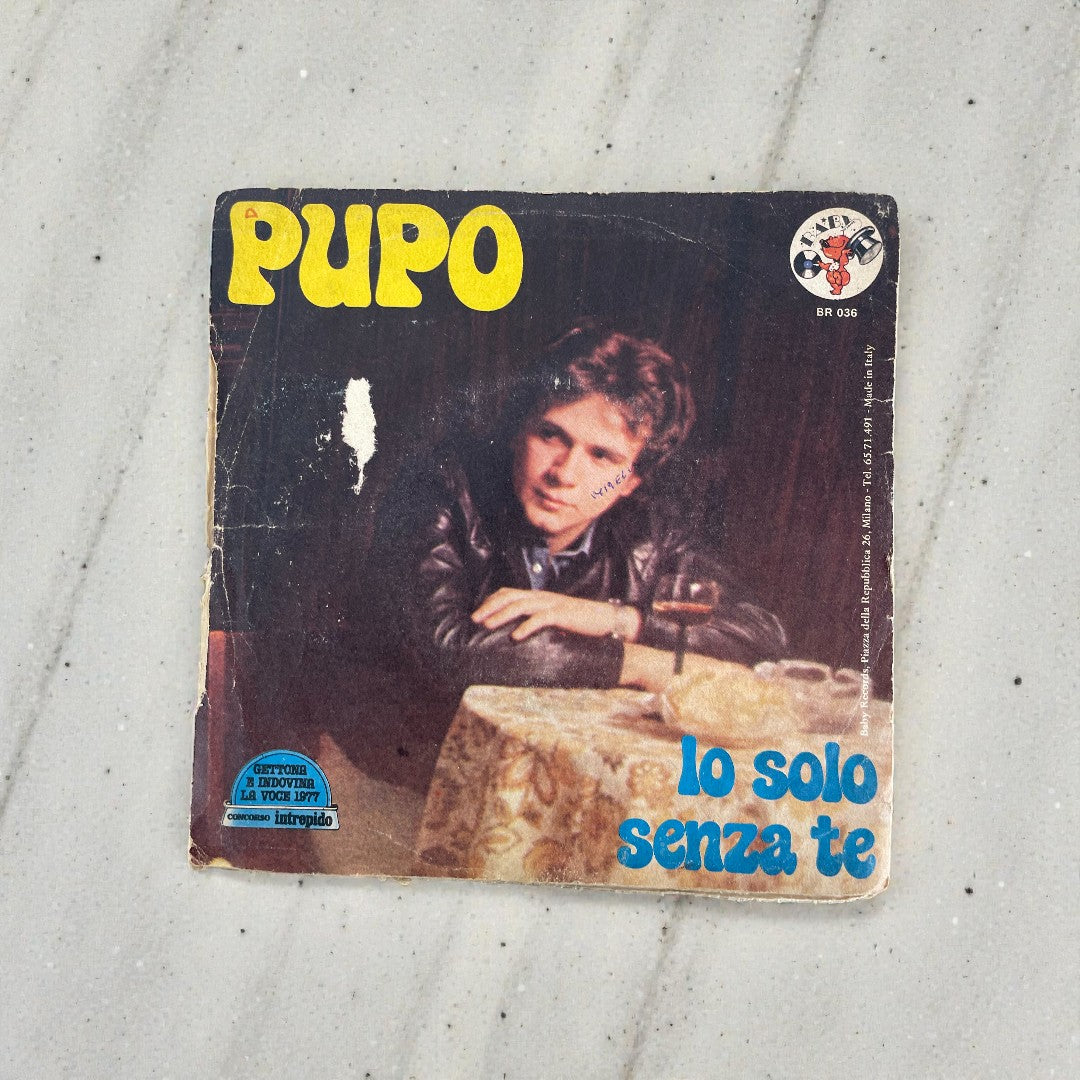 PUPO
BABY
BR 036
Baby Records, Piazza della Repubblica 26, Milano - Tel. 65.71.491 - Made in Italy
GETTONA
E INDOVINA
LA VOCE 1977
CONCORSO intrepido
Io solo
senza te